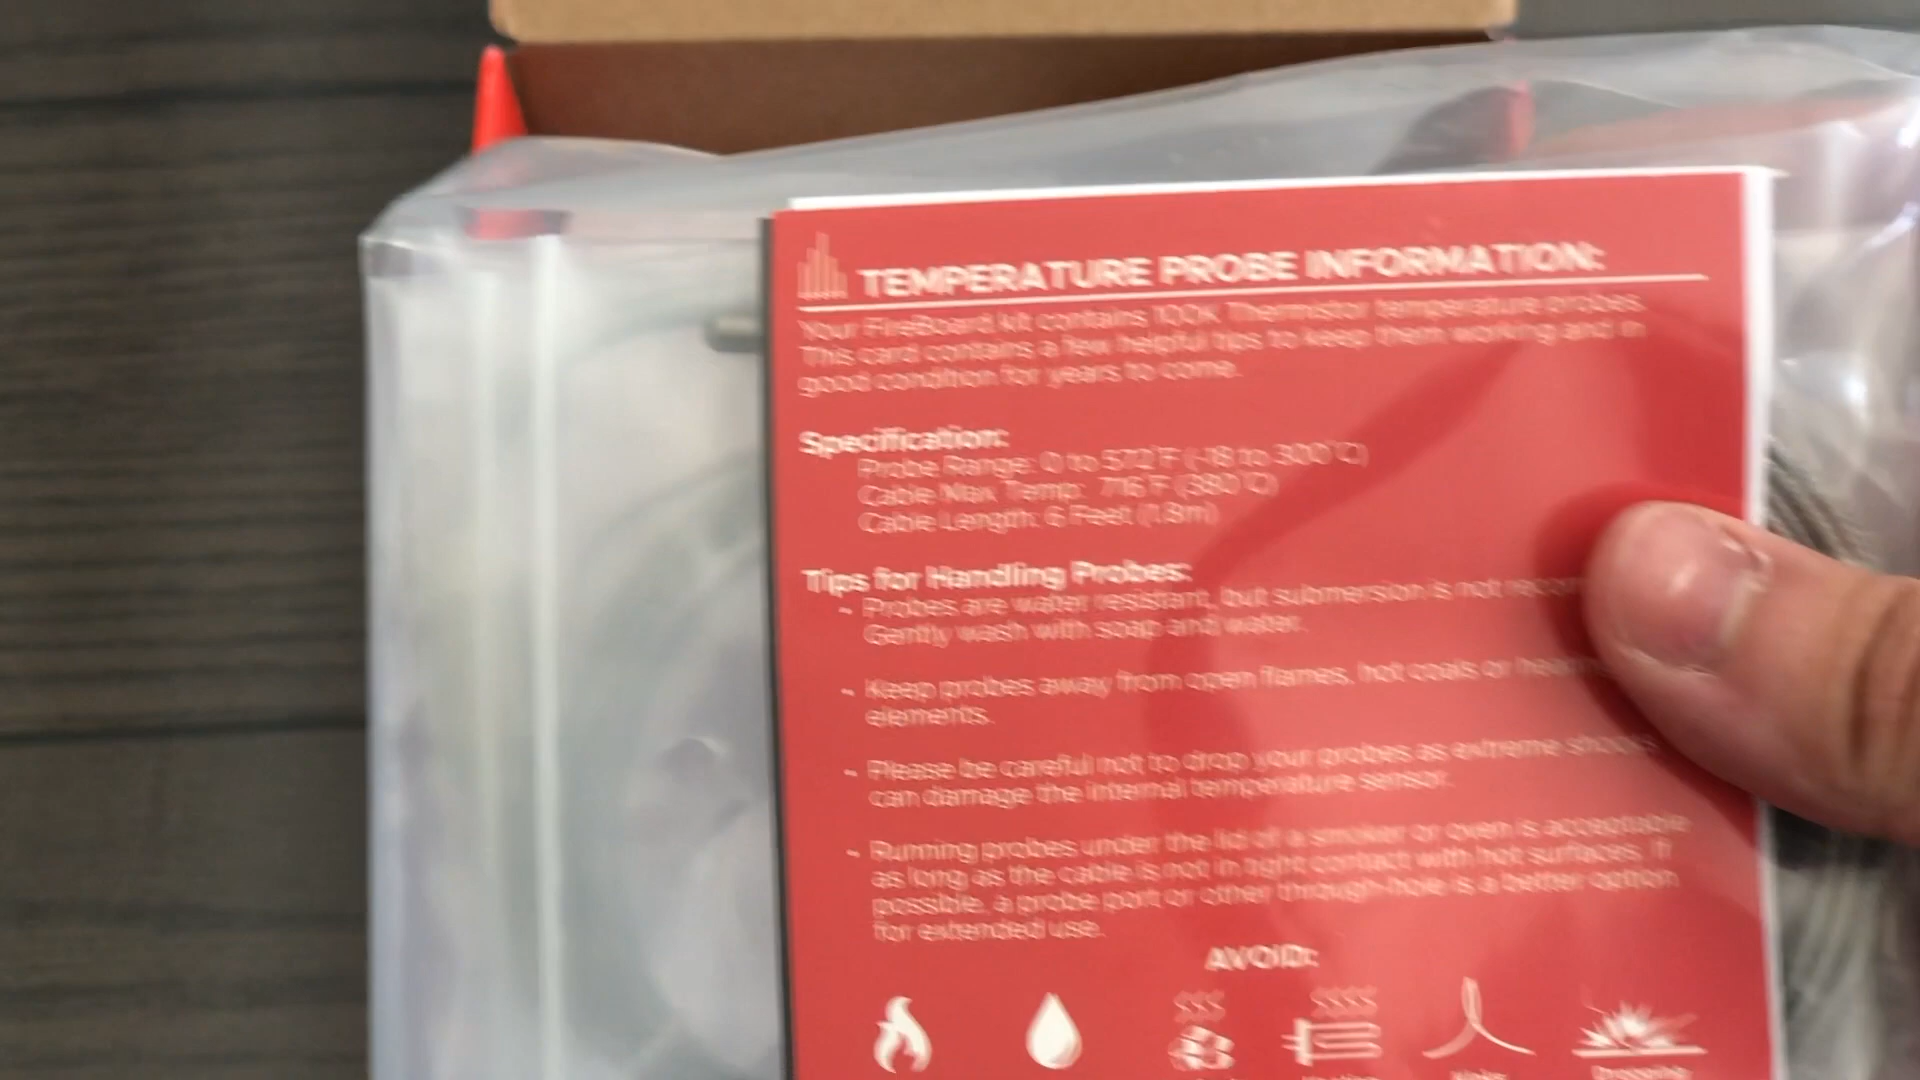 TEMPERATURE PROBE INFORMATION:
Your FireBoard kit contains 100K Thermistor temperature probes.
This card contains a few helpful tips to keep them working and in
good condition for years to come.
Specification:
Probe Range: 0 to 572°F (-18 to 300°C)
Cable Max Temp: 716°F (380°C)
Cable Length: 6 Feet (1.8m)
Tips for Handling Probes:
- Probes are water resistant, but submersion is not
Gently wash with soap and water.
- Keep probes away from open flames, hot coals or
elements.
- Please be careful not to drop your probes as extreme shocks
can damage the internal temperature sensor.
- Running probes under the lid of a smoker or oven is acceptable
as long as the cable is not in tight contact with hot surfaces. If
possible, a probe port or other through-hole is a better option
for extended use.
AVOID: